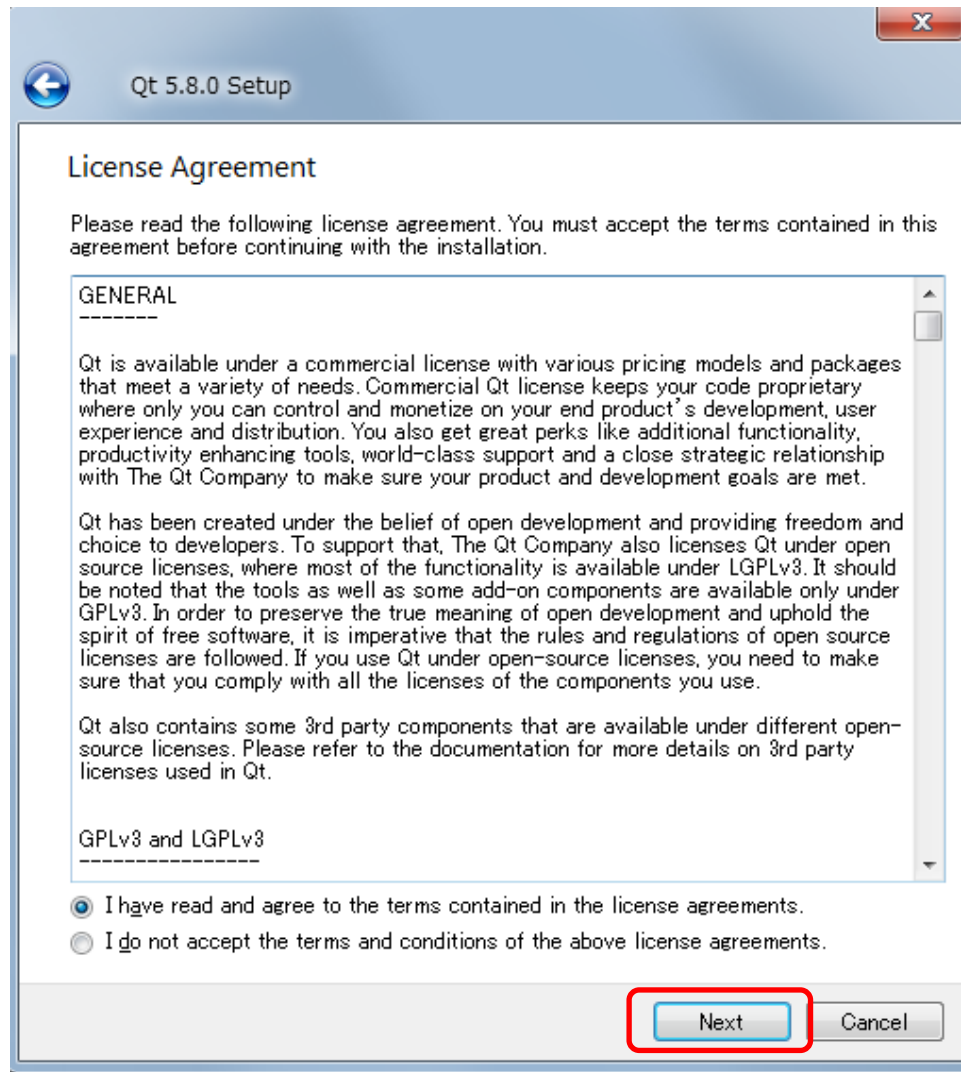 Qt 5.8.0 Setup
License Agreement
Please read the following license agreement. You must accept the terms contained in this
agreement before continuing with the installation.
GENERAL
-------
Qt is available under a commercial license with various pricing models and packages
that meet a variety of needs. Commercial Qt license keeps your code proprietary
where only you can control and monetize on your end product's development, user
experience and distribution. You also get great perks like additional functionality,
productivity enhancing tools, world-class support and a close strategic relationship
with The Qt Company to make sure your product and development goals are met.
Qt has been created under the belief of open development and providing freedom and
choice to developers. To support that, The Qt Company also licenses Qt under open
source licenses, where most of the functionality is available under LGPLv3. It should
be noted that the tools as well as some add-on components are available only under
GPLv3. In order to preserve the true meaning of open development and uphold the
spirit of free software, it is imperative that the rules and regulations of open source
licenses are followed. If you use Qt under open-source licenses, you need to make
sure that you comply with all the licenses of the components you use.
Qt also contains some 3rd party components that are available under different open-
source licenses. Please refer to the documentation for more details on 3rd party
licenses used in Qt.
GPLv3 and LGPLv3
----------------
I have read and agree to the terms contained in the license agreements.
I do not accept the terms and conditions of the above license agreements.
Next
Cancel